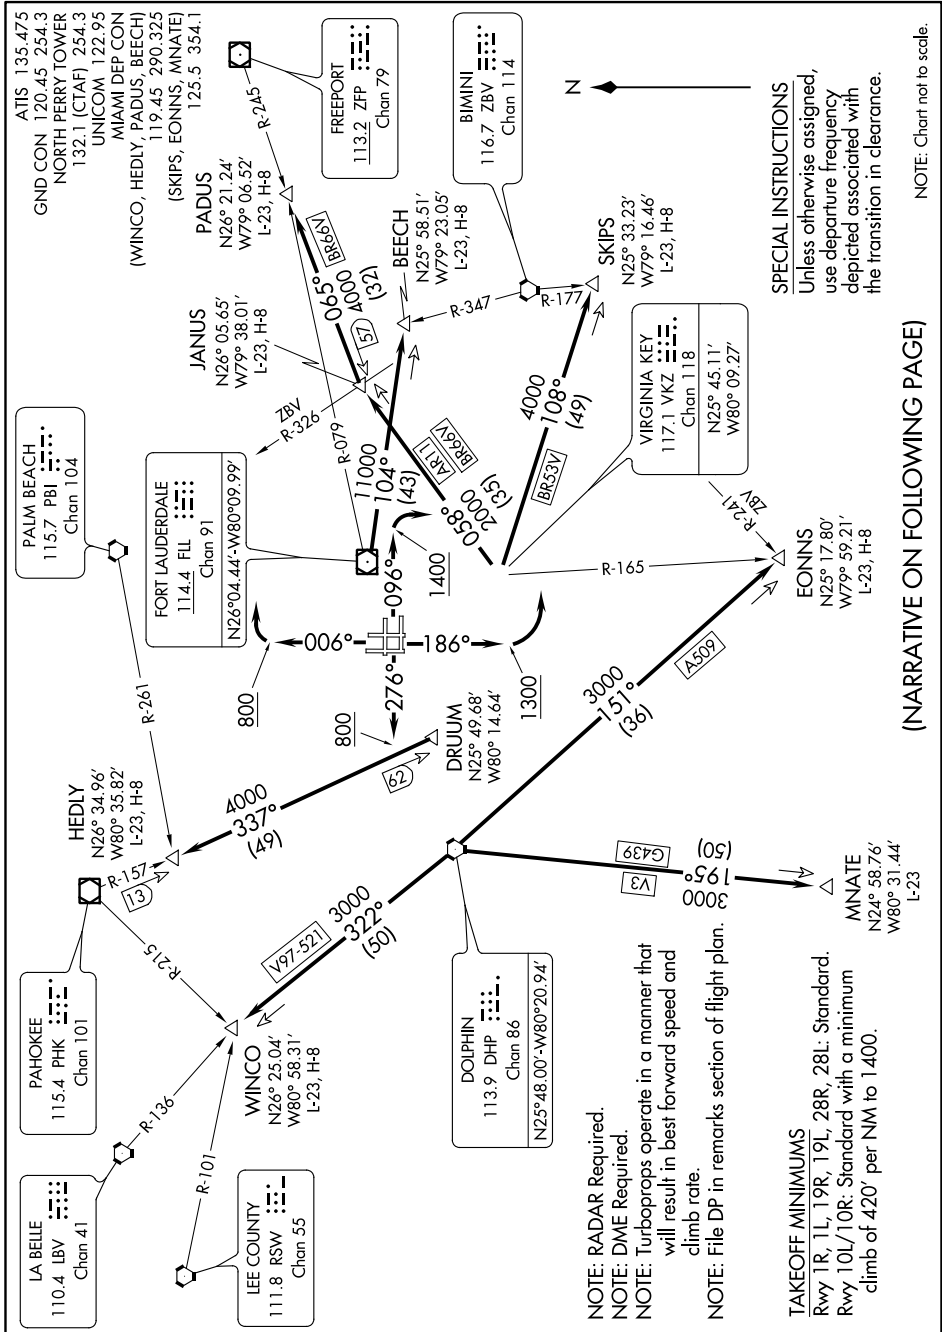 ATIS 135.475
GND CON 120.45 254.3
NORTH PERRY TOWER
132.1 (CTAF) 254.3
UNICOM 122.95
MIAMI DEP CON
(WINCO, HEDLY, PADUS, BEECH)
119.45 290.325
(SKIPS, EONNS, MNATE)
125.5 354.1
LA BELLE
110.4 LBV
Chan 41
PAHOKEE
115.4 PHK
Chan 101
LEE COUNTY
111.8 RSW
Chan 55
R-136
R-101
R-215
R-157
13
HEDLY
N26° 34.96'
W80° 35.82'
L-23, H-8
WINCO
N26° 25.04'
W80° 58.31'
L-23, H-8
PALM BEACH
115.7 PBI
Chan 104
R-261
FORT LAUDERDALE
114.4 FLL
Chan 91
N26°04.44'-W80°09.99'
JANUS
N26° 05.65'
W79° 38.01'
L-23, H-8
PADUS
N26° 21.24'
W79° 06.52'
L-23, H-8
R-245
FREEPORT
113.2 ZFP
Chan 79
BR66V
065°
4000
(32)
57
BEECH
N25° 58.51'
W79° 23.05'
L-23, H-8
ZBV
R-326
R-079
11000
104°
(43)
BIMINI
116.7 ZBV
Chan 114
R-347
R-177
SKIPS
N25° 33.23'
W79° 16.46'
L-23, H-8
N
4000
337°
(49)
62
DRUUM
N25° 49.68'
W80° 14.64'
800
800
006°
276°
096°
186°
1400
1300
AR11
BR66V
058°
2000
(35)
4000
108°
(49)
BR53V
VIRGINIA KEY
117.1 VKZ
Chan 118
N25° 45.11'
W80° 09.27'
R-165
R-241
ZBV
EONNS
N25° 17.80'
W79° 59.21'
L-23, H-8
V97-521
3000
322°
(50)
DOLPHIN
113.9 DHP
Chan 86
N25°48.00'-W80°20.94'
3000
151°
(36)
A509
V3
G439
3000
195°
(50)
MNATE
N24° 58.76'
W80° 31.44'
L-23
NOTE: RADAR Required.
NOTE: DME Required.
NOTE: Turboprops operate in a manner that
will result in best forward speed and
climb rate.
NOTE: File DP in remarks section of flight plan.
TAKEOFF MINIMUMS
Rwy 1R, 1L, 19R, 19L, 28R, 28L: Standard.
Rwy 10L/10R: Standard with a minimum
climb of 420' per NM to 1400.
SPECIAL INSTRUCTIONS
Unless otherwise assigned,
use departure frequency
depicted associated with
the transition in clearance.
(NARRATIVE ON FOLLOWING PAGE)
NOTE: Chart not to scale.